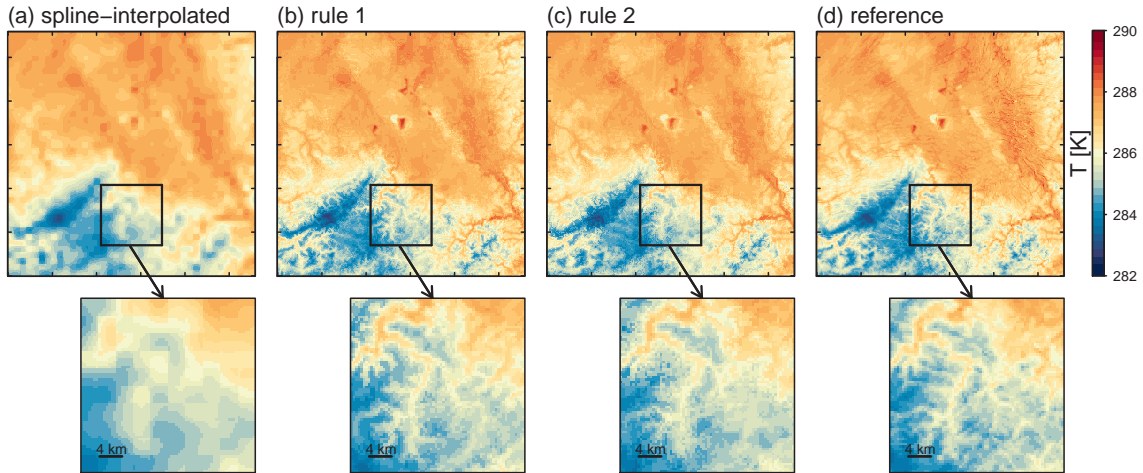 (a) spline−interpolated
(b) rule 1
(c) rule 2
(d) reference
290
288
286
284
282
T [K]
4 km
4 km
4 km
4 km